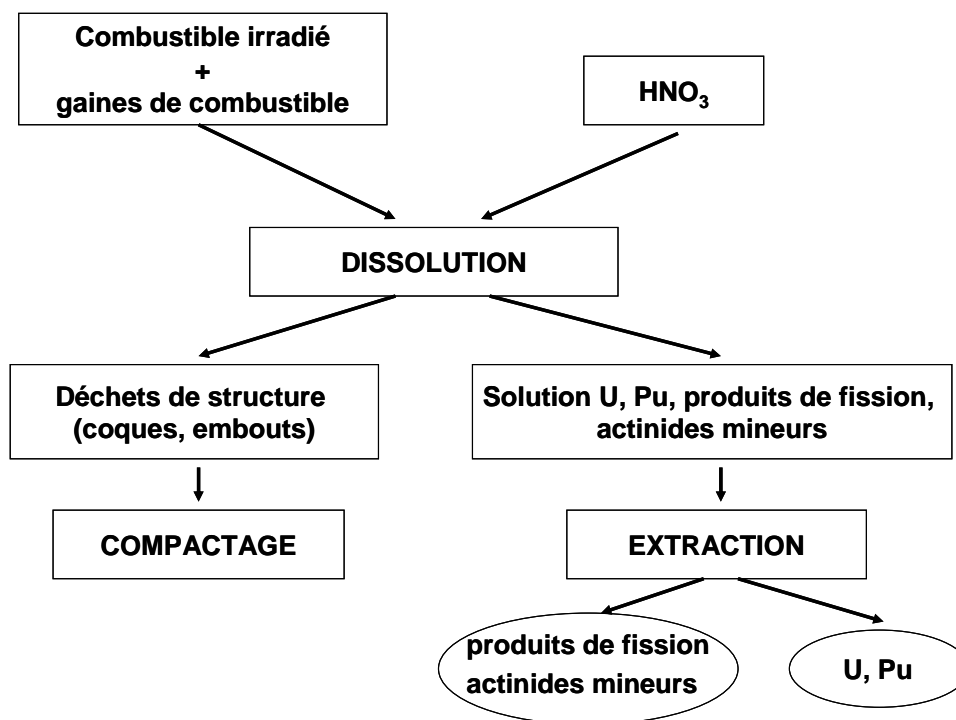 Combustible irradié
+
gaines de combustible
HNO₃
DISSOLUTION
Déchets de structure
(coques, embouts)
Solution U, Pu, produits de fission,
actinides mineurs
COMPACTAGE
EXTRACTION
produits de fission
actinides mineurs
U, Pu